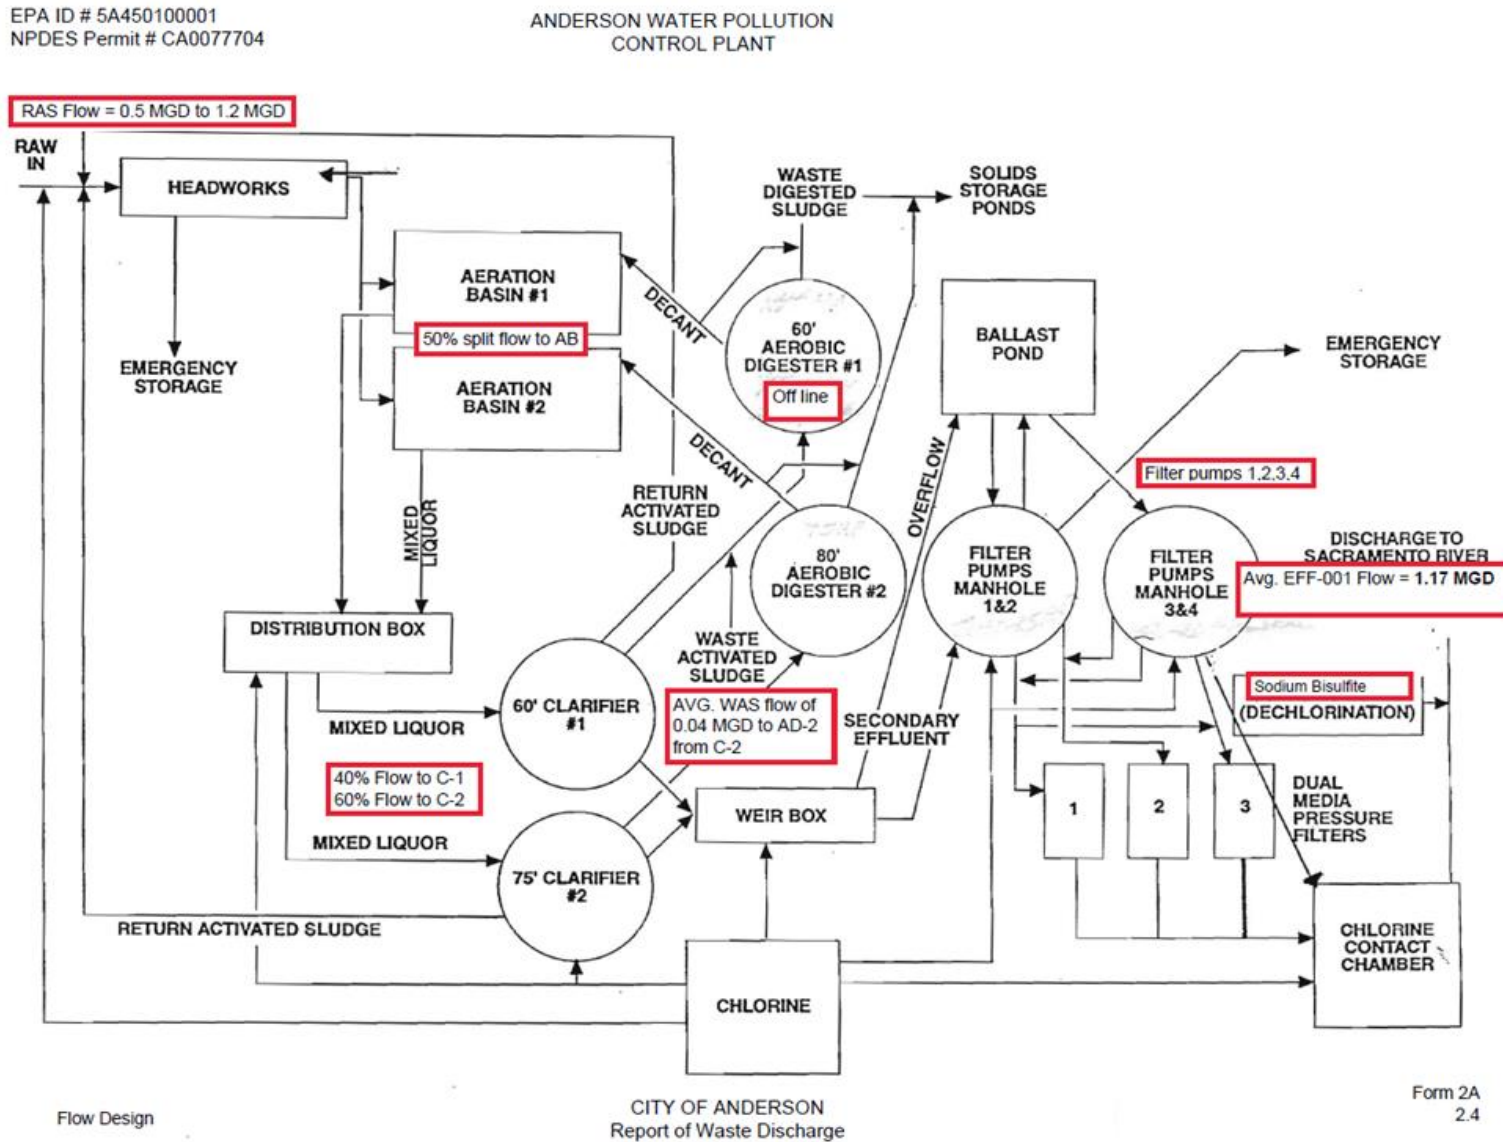 EPA ID # 5A450100001
NPDES Permit # CA0077704
ANDERSON WATER POLLUTION
CONTROL PLANT
RAS Flow = 0.5 MGD to 1.2 MGD
RAW
IN
HEADWORKS
WASTE
DIGESTED
SLUDGE
SOLIDS
STORAGE
PONDS
AERATION
BASIN #1
50% split flow to AB
AERATION
BASIN #2
EMERGENCY
STORAGE
DECANT
60'
AEROBIC
DIGESTER #1
Off line
BALLAST
POND
EMERGENCY
STORAGE
DECANT
OVERFLOW
Filter pumps 1,2,3,4
MIXED
LIQUOR
RETURN
ACTIVATED
SLUDGE
80'
AEROBIC
DIGESTER #2
FILTER
PUMPS
MANHOLE
1&2
FILTER
PUMPS
MANHOLE
3&4
DISCHARGE TO
SACRAMENTO RIVER
Avg. EFF-001 Flow = 1.17 MGD
DISTRIBUTION BOX
WASTE
ACTIVATED
SLUDGE
AVG. WAS flow of
0.04 MGD to AD-2
from C-2
SECONDARY
EFFLUENT
Sodium Bisulfite
(DECHLORINATION)
MIXED LIQUOR
60' CLARIFIER
#1
40% Flow to C-1
60% Flow to C-2
WEIR BOX
1
2
3
DUAL
MEDIA
PRESSURE
FILTERS
MIXED LIQUOR
75' CLARIFIER
#2
RETURN ACTIVATED SLUDGE
CHLORINE
CONTACT
CHAMBER
CHLORINE
Flow Design
CITY OF ANDERSON
Report of Waste Discharge
Form 2A
2.4